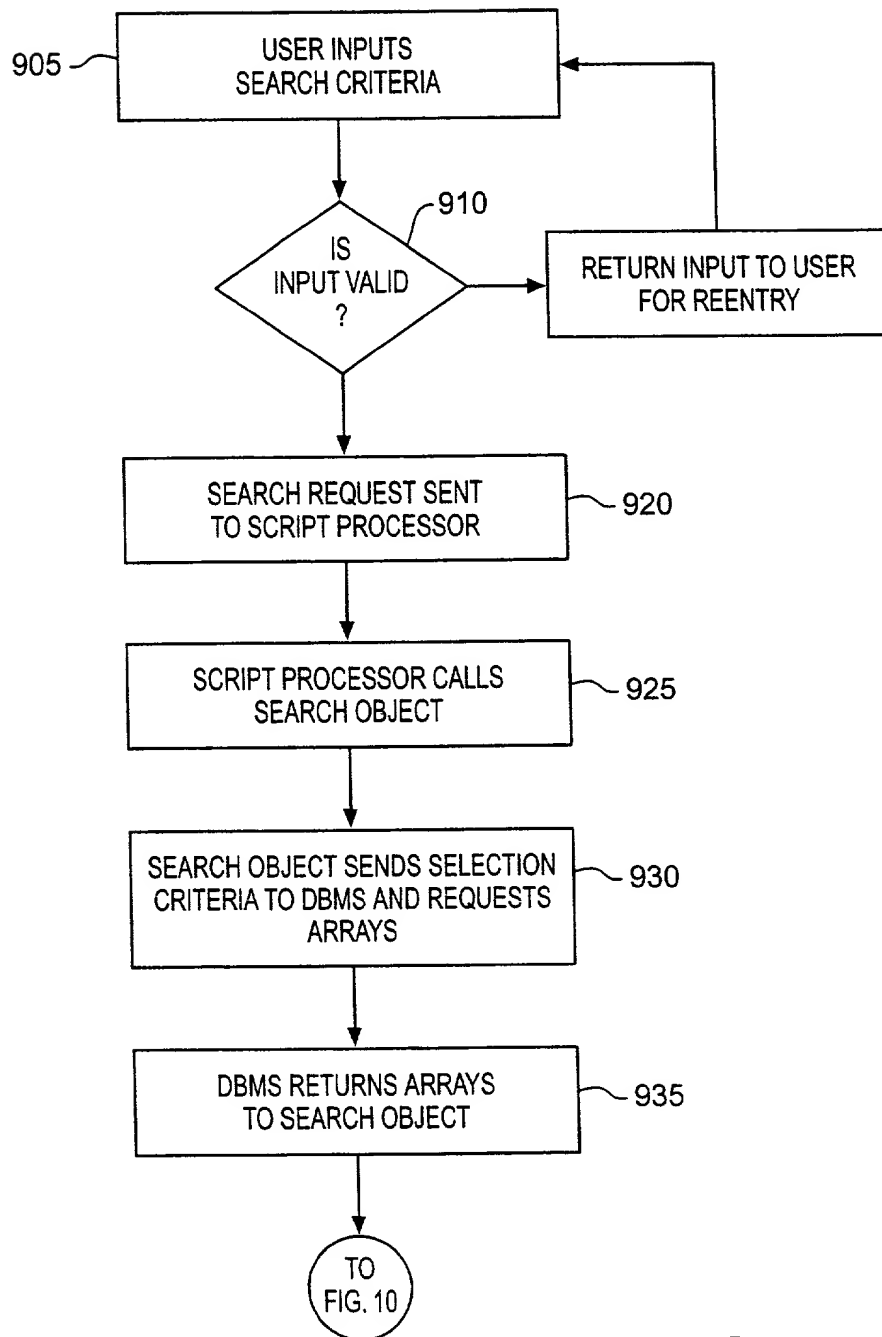 905
USER INPUTS
SEARCH CRITERIA
910
IS
INPUT VALID
?
RETURN INPUT TO USER
FOR REENTRY
SEARCH REQUEST SENT
TO SCRIPT PROCESSOR
920
SCRIPT PROCESSOR CALLS
SEARCH OBJECT
925
SEARCH OBJECT SENDS SELECTION
CRITERIA TO DBMS AND REQUESTS
ARRAYS
930
DBMS RETURNS ARRAYS
TO SEARCH OBJECT
935
TO
FIG. 10